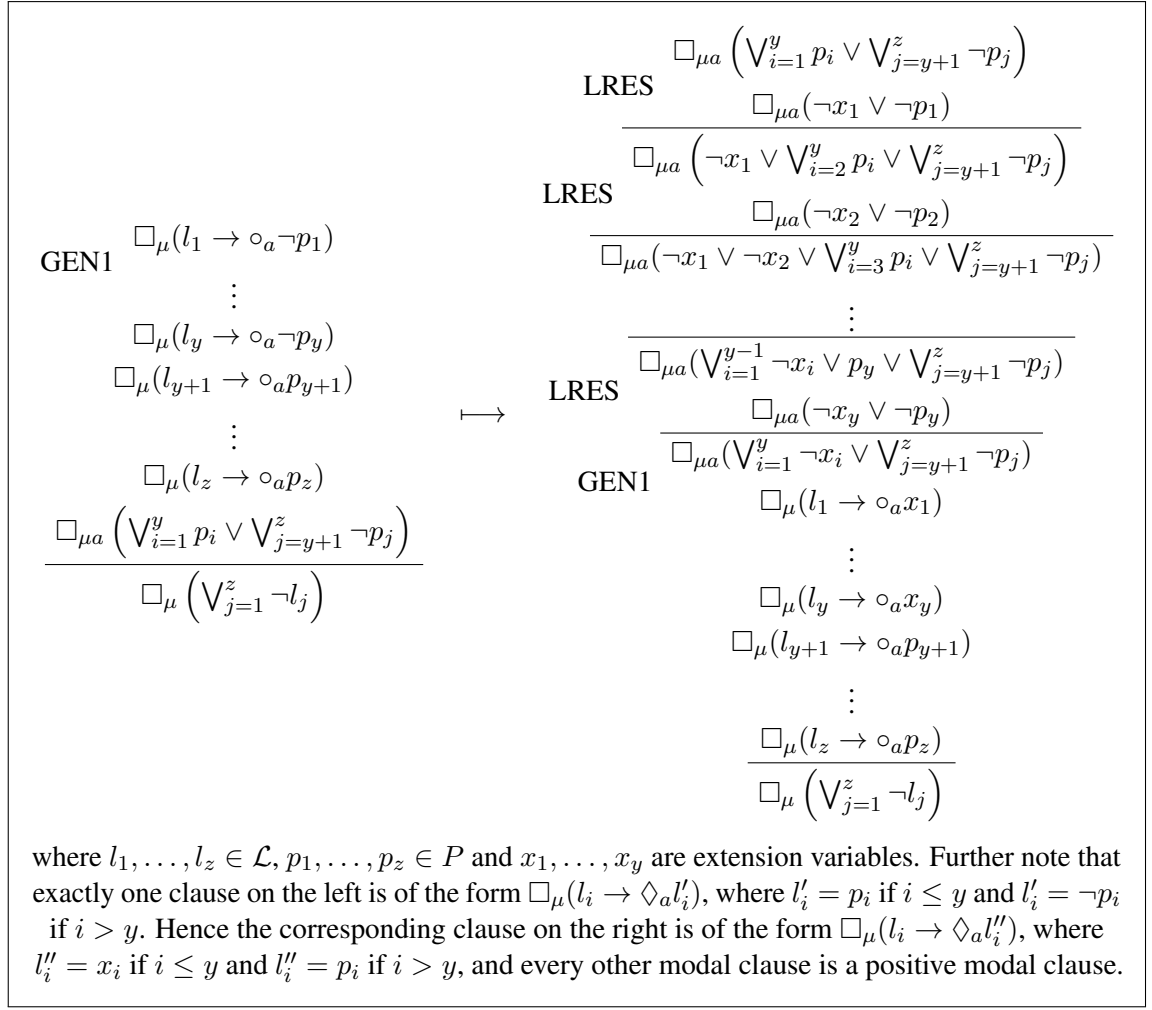 GEN1
□_μ(l_1 → ∘_a¬p_1)
⋮
□_μ(l_y → ∘_a¬p_y)
□_μ(l_{y+1} → ∘_a p_{y+1})
⋮
□_μ(l_z → ∘_a p_z)
□_{μa} (⋁_{i=1}^{y} p_i ∨ ⋁_{j=y+1}^{z} ¬p_j)
□_μ (⋁_{j=1}^{z} ¬l_j)
⟼
□_{μa} (⋁_{i=1}^{y} p_i ∨ ⋁_{j=y+1}^{z} ¬p_j)
LRES
□_{μa}(¬x_1 ∨ ¬p_1)
□_{μa} (¬x_1 ∨ ⋁_{i=2}^{y} p_i ∨ ⋁_{j=y+1}^{z} ¬p_j)
LRES
□_{μa}(¬x_2 ∨ ¬p_2)
□_{μa}(¬x_1 ∨ ¬x_2 ∨ ⋁_{i=3}^{y} p_i ∨ ⋁_{j=y+1}^{z} ¬p_j)
⋮
□_{μa}(⋁_{i=1}^{y−1} ¬x_i ∨ p_y ∨ ⋁_{j=y+1}^{z} ¬p_j)
LRES
□_{μa}(¬x_y ∨ ¬p_y)
□_{μa}(⋁_{i=1}^{y} ¬x_i ∨ ⋁_{j=y+1}^{z} ¬p_j)
GEN1
□_μ(l_1 → ∘_a x_1)
⋮
□_μ(l_y → ∘_a x_y)
□_μ(l_{y+1} → ∘_a p_{y+1})
⋮
□_μ(l_z → ∘_a p_z)
□_μ (⋁_{j=1}^{z} ¬l_j)
where l_1, . . . , l_z ∈ ℒ, p_1, . . . , p_z ∈ P and x_1, . . . , x_y are extension variables. Further note that
exactly one clause on the left is of the form □_μ(l_i → ◊_a l′_i), where l′_i = p_i if i ≤ y and l′_i = ¬p_i
if i > y. Hence the corresponding clause on the right is of the form □_μ(l_i → ◊_a l″_i), where
l″_i = x_i if i ≤ y and l″_i = p_i if i > y, and every other modal clause is a positive modal clause.